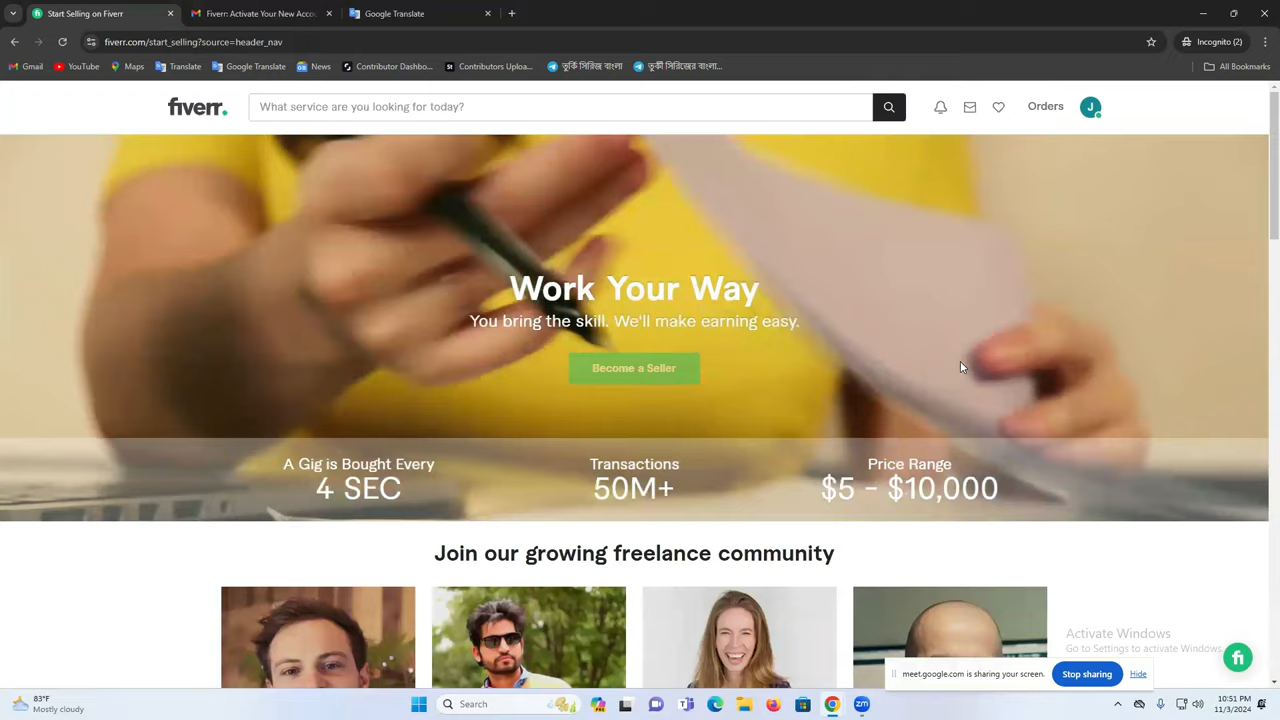 Start Selling on Fiverr
Fiverr: Activate Your New Acco
Google Translate
fiverr.com/start_selling?source=header_nav
Incognito (2)
Gmail
YouTube
Maps
Translate
Google Translate
News
Contributor Dashbo...
Contributors Uploa...
তুর্কি সিরিজ বাংলা
তুর্কী সিরিজের বাংলা...
All Bookmarks
fiverr.
What service are you looking for today?
Orders
J
Work Your Way
You bring the skill. We'll make earning easy.
Become a Seller
A Gig is Bought Every
Transactions
Price Range
4 SEC
50M+
$5 - $10,000
Join our growing freelance community
Activate Windows
Go to Settings to activate Windows.
fi
meet.google.com is sharing your screen.
Stop sharing
Hide
83°F
Mostly cloudy
Search
zm
10:51 PM
11/3/2024